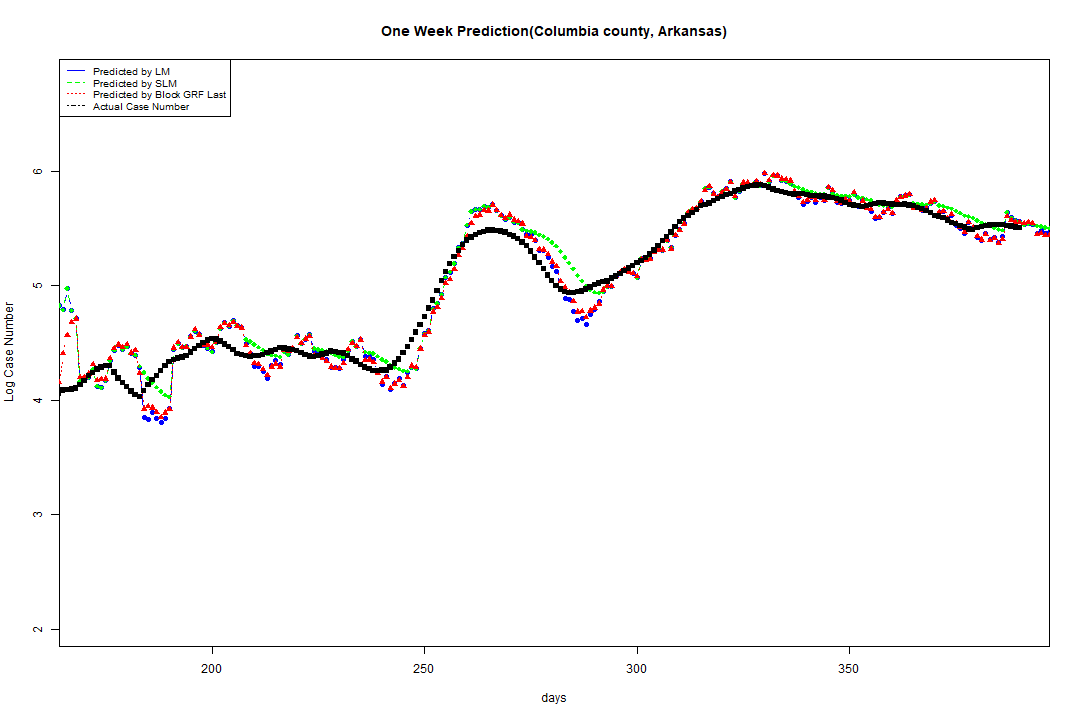 One Week Prediction(Columbia county, Arkansas)
Predicted by LM
Predicted by SLM
Predicted by Block GRF Last
Actual Case Number
6
5
4
3
2
Log Case Number
200 250 300 350
days